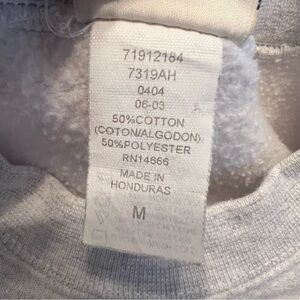 71912184
7319AH
0404
06-03
50%COTTON
(COTON/ALGODON)
50%POLYESTER
RN14666
MADE IN
HONDURAS
M